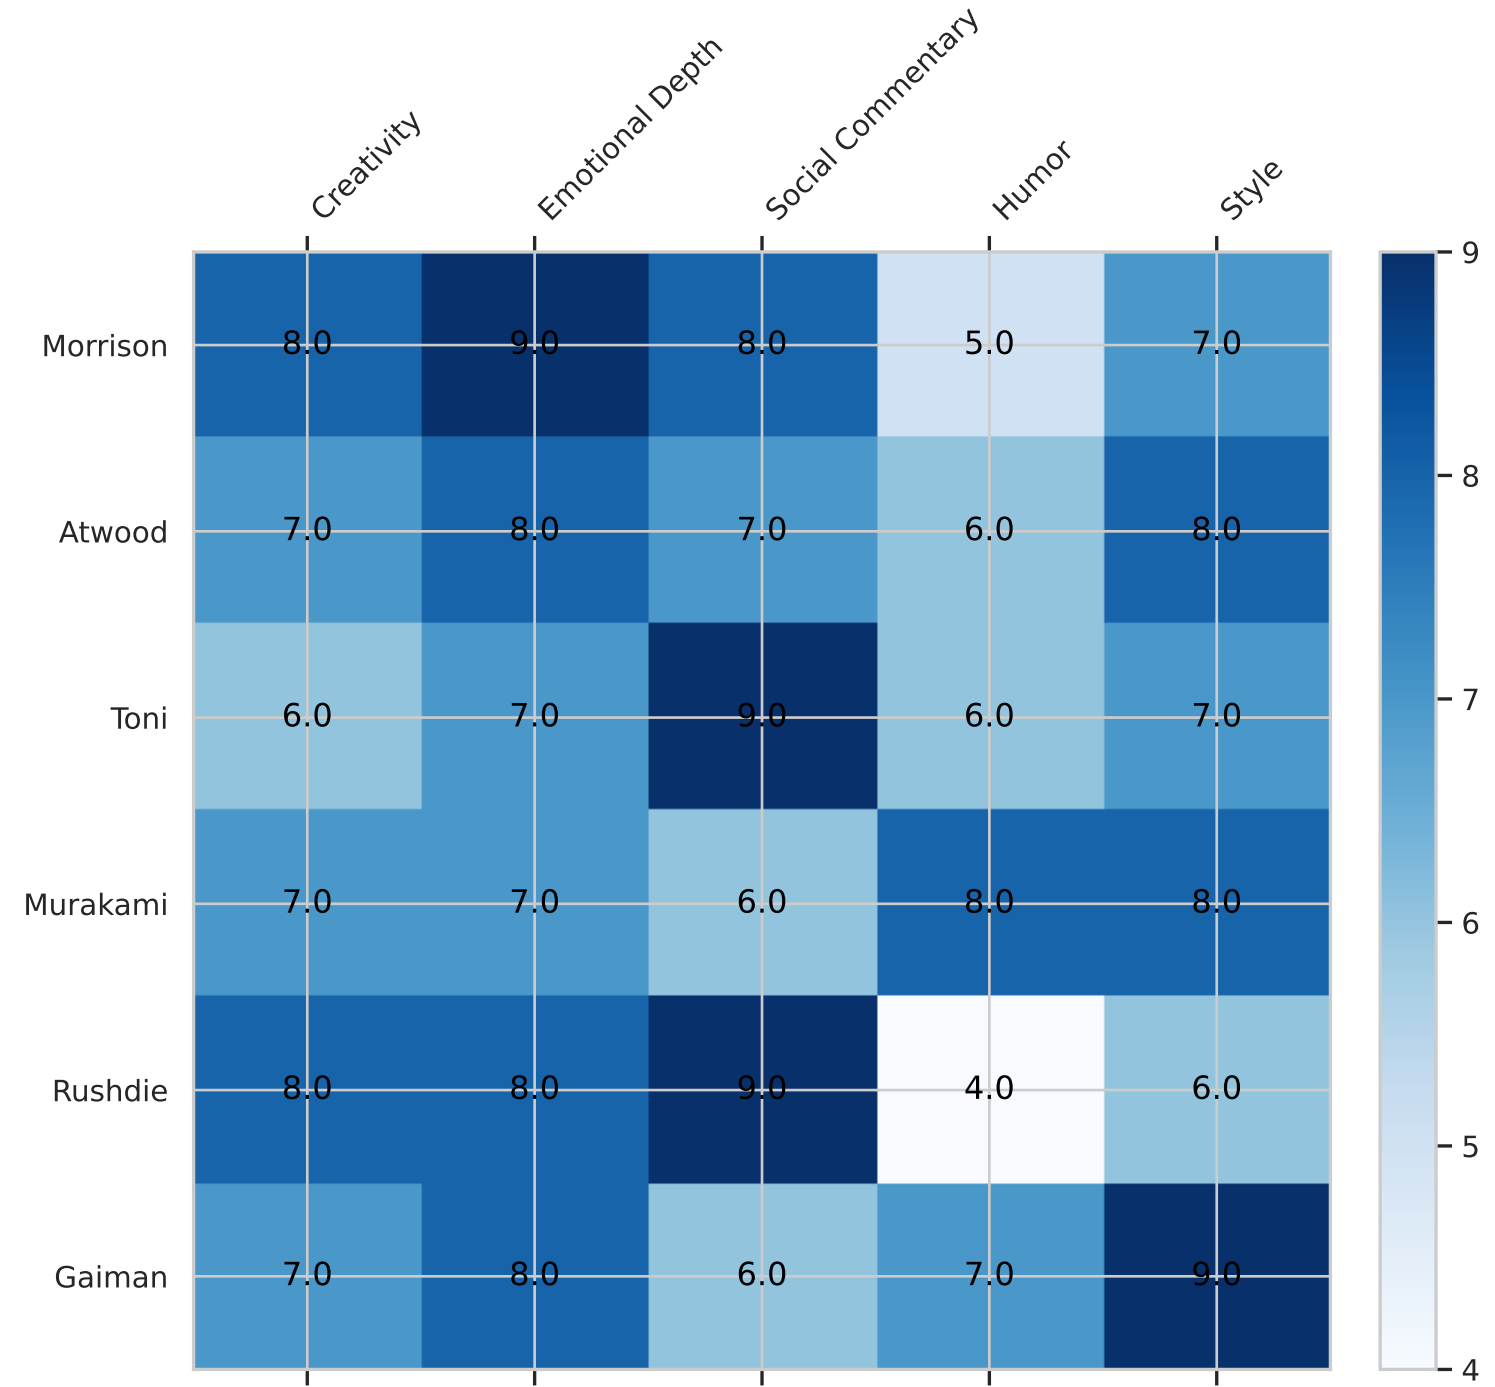 Creativity Emotional Depth Social Commentary Humor Style
Morrison 8.0 9.0 8.0 5.0 7.0
Atwood 7.0 8.0 7.0 6.0 8.0
Toni 6.0 7.0 9.0 6.0 7.0
Murakami 7.0 7.0 6.0 8.0 8.0
Rushdie 8.0 8.0 9.0 4.0 6.0
Gaiman 7.0 8.0 6.0 7.0 9.0
9
8
7
6
5
4